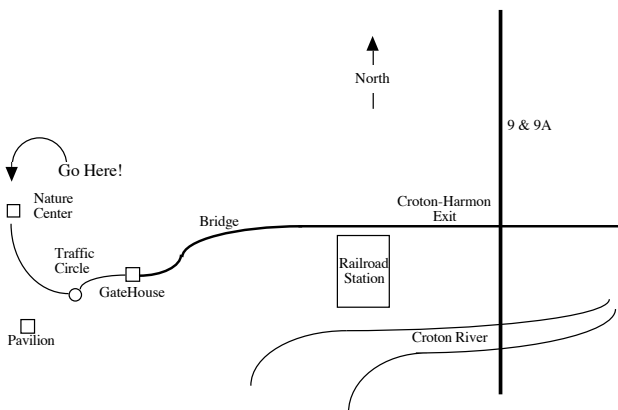 North
9 & 9A
Go Here!
Nature
Center
Croton-Harmon
Exit
Bridge
Traffic
Circle
Railroad
Station
GateHouse
Pavilion
Croton River